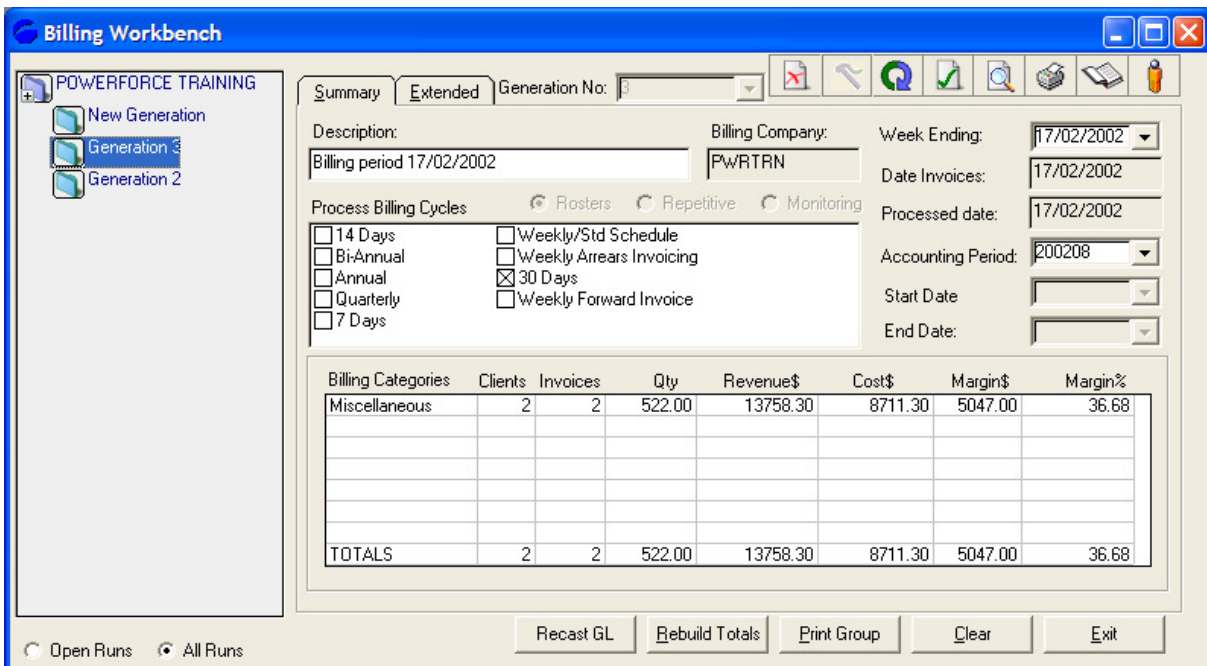 Billing Workbench
POWERFORCE TRAINING
New Generation
Generation 3
Generation 2
Open Runs All Runs
Summary Extended Generation No: 3
Description: Billing Company: Week Ending: 17/02/2002
Billing period 17/02/2002 PWRTRN
Date Invoices: 17/02/2002
Process Billing Cycles Rosters Repetitive Monitoring Processed date: 17/02/2002
14 Days Weekly/Std Schedule
Bi-Annual Weekly Arrears Invoicing Accounting Period: 200208
Annual 30 Days
Quarterly Weekly Forward Invoice Start Date
7 Days End Date:
Billing Categories Clients Invoices Qty Revenue$ Cost$ Margin$ Margin%
Miscellaneous 2 2 522.00 13758.30 8711.30 5047.00 36.68
TOTALS 2 2 522.00 13758.30 8711.30 5047.00 36.68
Recast GL Rebuild Totals Print Group Clear Exit